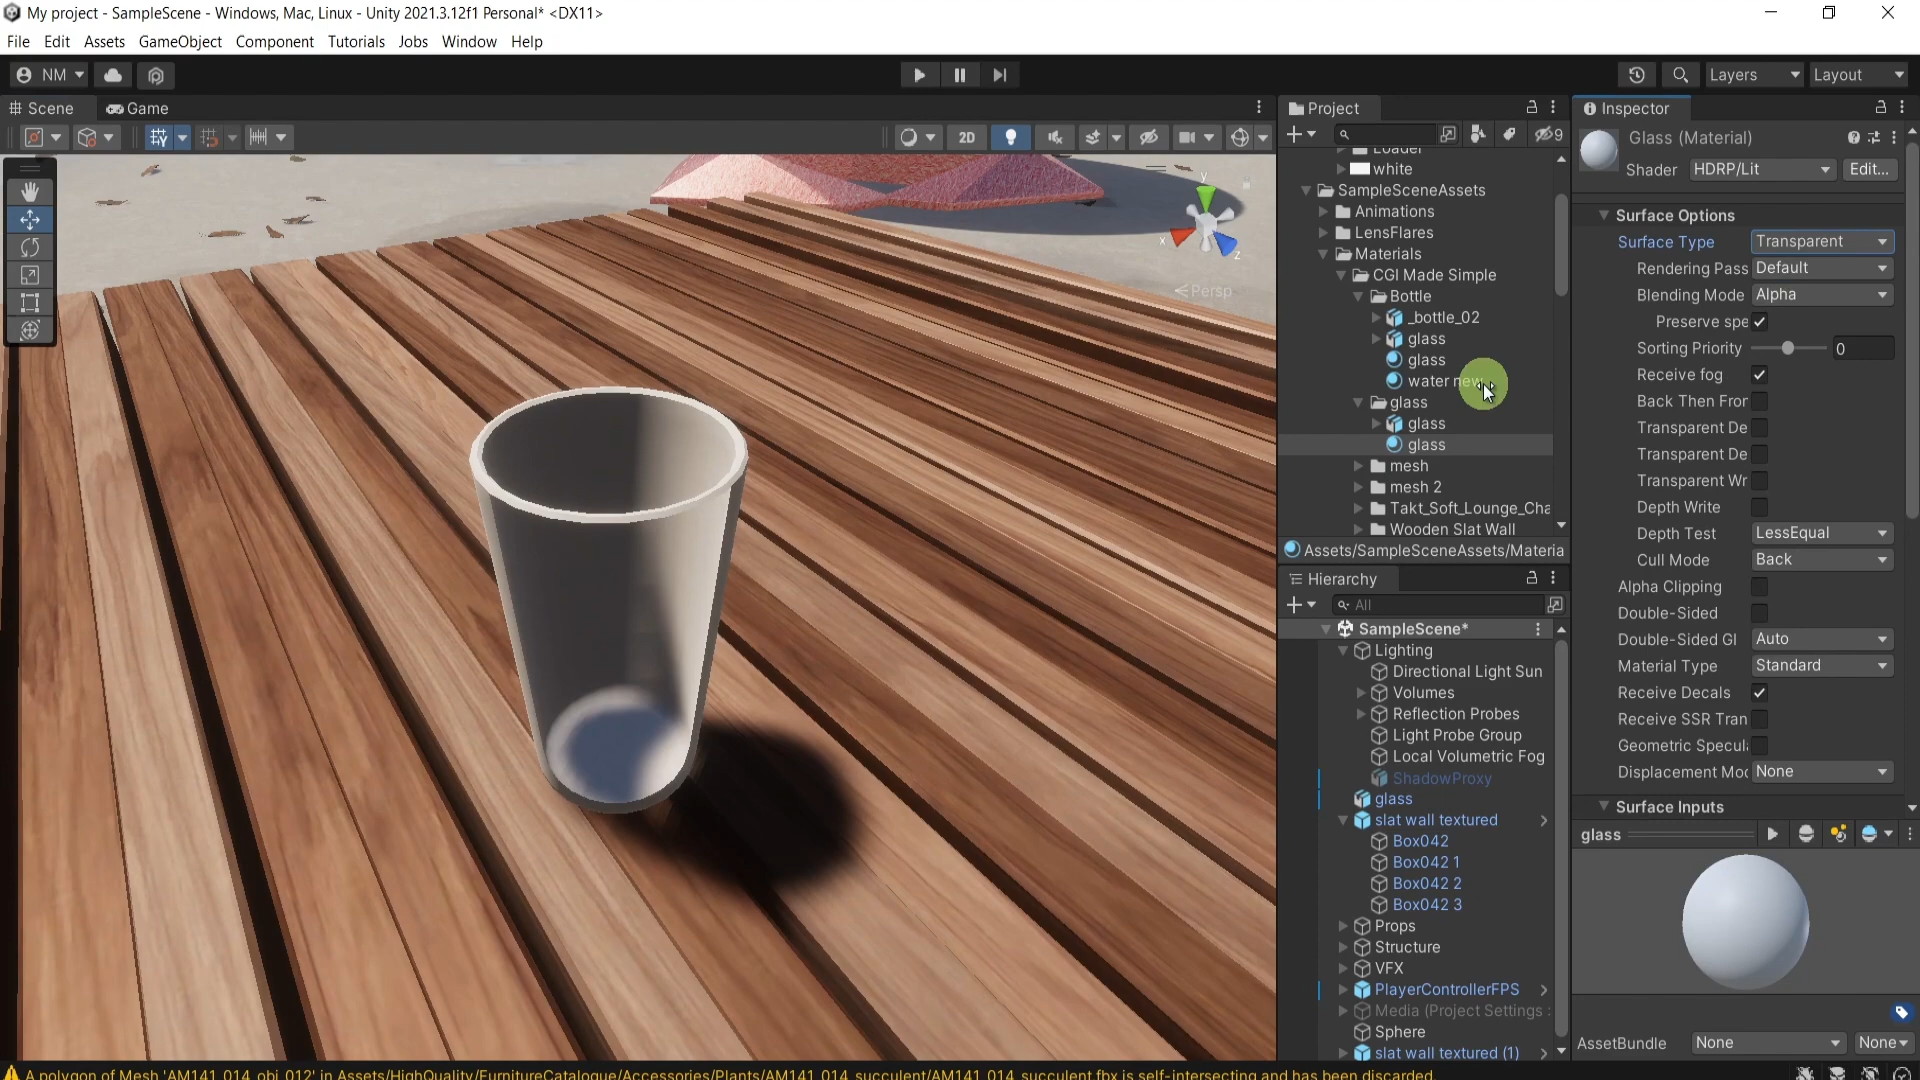 My project - SampleScene - Windows, Mac, Linux - Unity 2021.3.12f1 Personal* <DX11>
File Edit Assets GameObject Component Tutorials Jobs Window Help
NM Layers Layout
Scene Game
2D
y
x
z
Persp
Project
9
Loader
white
SampleSceneAssets
Animations
LensFlares
Materials
CGI Made Simple
Bottle
_bottle_02
glass
glass
water new
glass
glass
glass
mesh
mesh 2
Takt_Soft_Lounge_Cha
Wooden Slat Wall
Assets/SampleSceneAssets/Materia
Hierarchy
All
SampleScene*
Lighting
Directional Light Sun
Volumes
Reflection Probes
Light Probe Group
Local Volumetric Fog
ShadowProxy
glass
slat wall textured
Box042
Box042 1
Box042 2
Box042 3
Props
Structure
VFX
PlayerControllerFPS
Media (Project Settings
Sphere
slat wall textured (1)
Inspector
Glass (Material)
Shader HDRP/Lit Edit...
Surface Options
Surface Type Transparent
Rendering Pass Default
Blending Mode Alpha
Preserve spe
Sorting Priority 0
Receive fog
Back Then Fror
Transparent De
Transparent De
Transparent Wr
Depth Write
Depth Test LessEqual
Cull Mode Back
Alpha Clipping
Double-Sided
Double-Sided GI Auto
Material Type Standard
Receive Decals
Receive SSR Tran
Geometric Specul
Displacement Moc None
Surface Inputs
glass
AssetBundle None None
A polygon of Mesh 'AM141_014_obj_012' in Assets/HighQuality/FurnitureCatalogue/Accessories/Plants/AM141_014_succulent/AM141_014_succulent.fbx is self-intersecting and has been discarded.